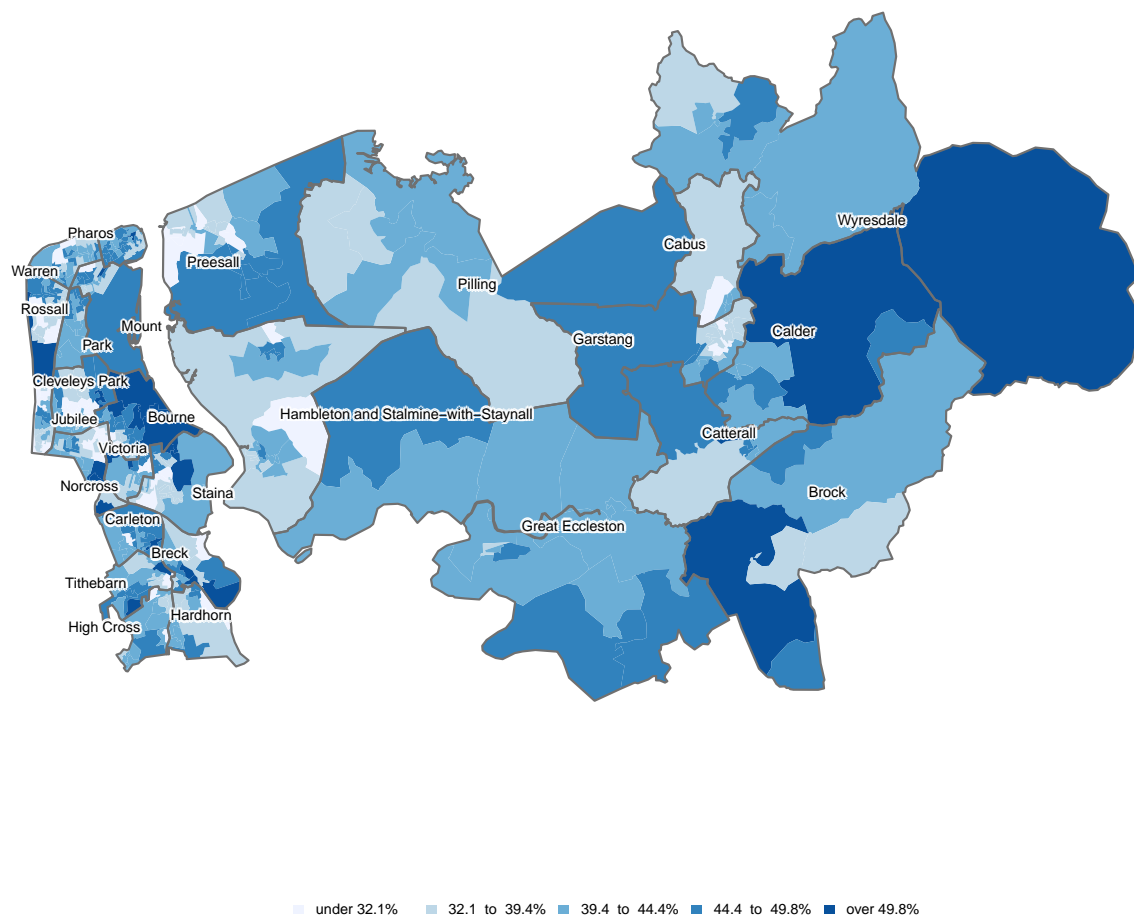 Pharos
Wyresdale
Cabus
Preesall
Warren
Pilling
Rossall
Mount
Calder
Garstang
Park
Cleveleys Park
Hambleton and Stalmine−with−Staynall
Jubilee
Bourne
Catterall
Victoria
Norcross
Staina
Brock
Carleton
Great Eccleston
Breck
Tithebarn
Hardhorn
High Cross
under 32.1% 32.1 to 39.4% 39.4 to 44.4% 44.4 to 49.8% over 49.8%